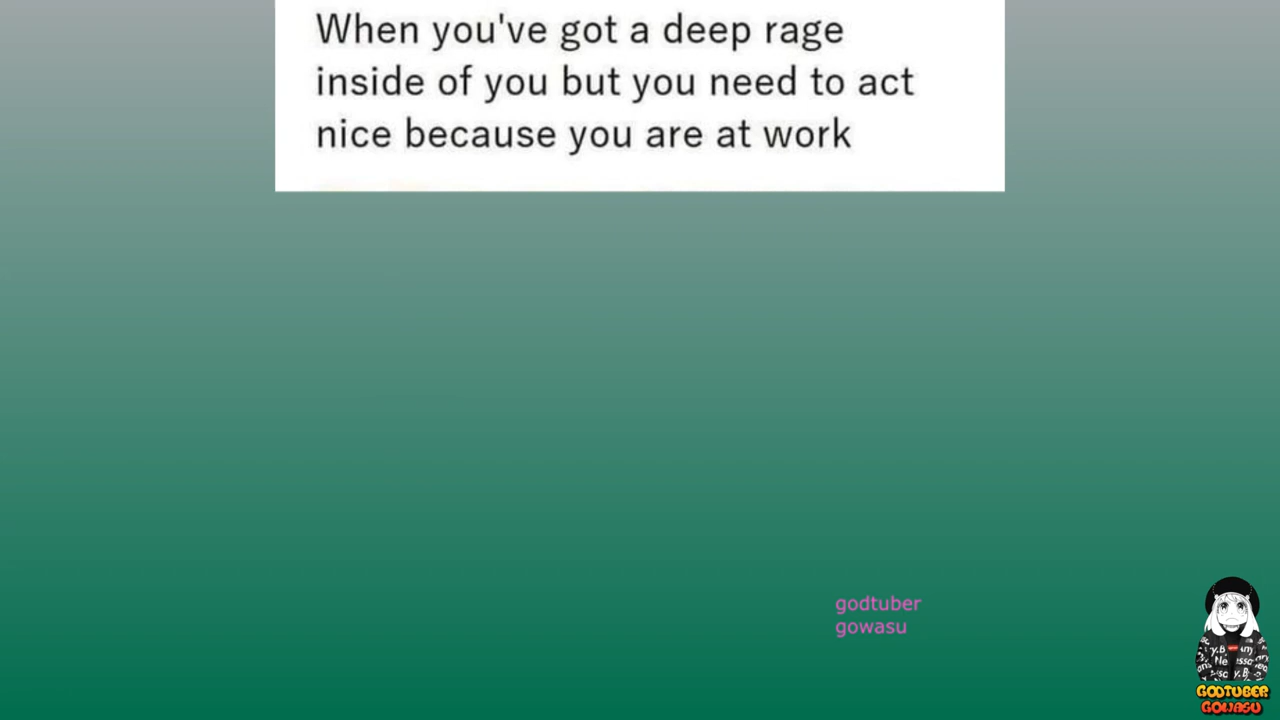 When you've got a deep rage
inside of you but you need to act
nice because you are at work
godtuber
gowasu
GODTUBER
GOWASU